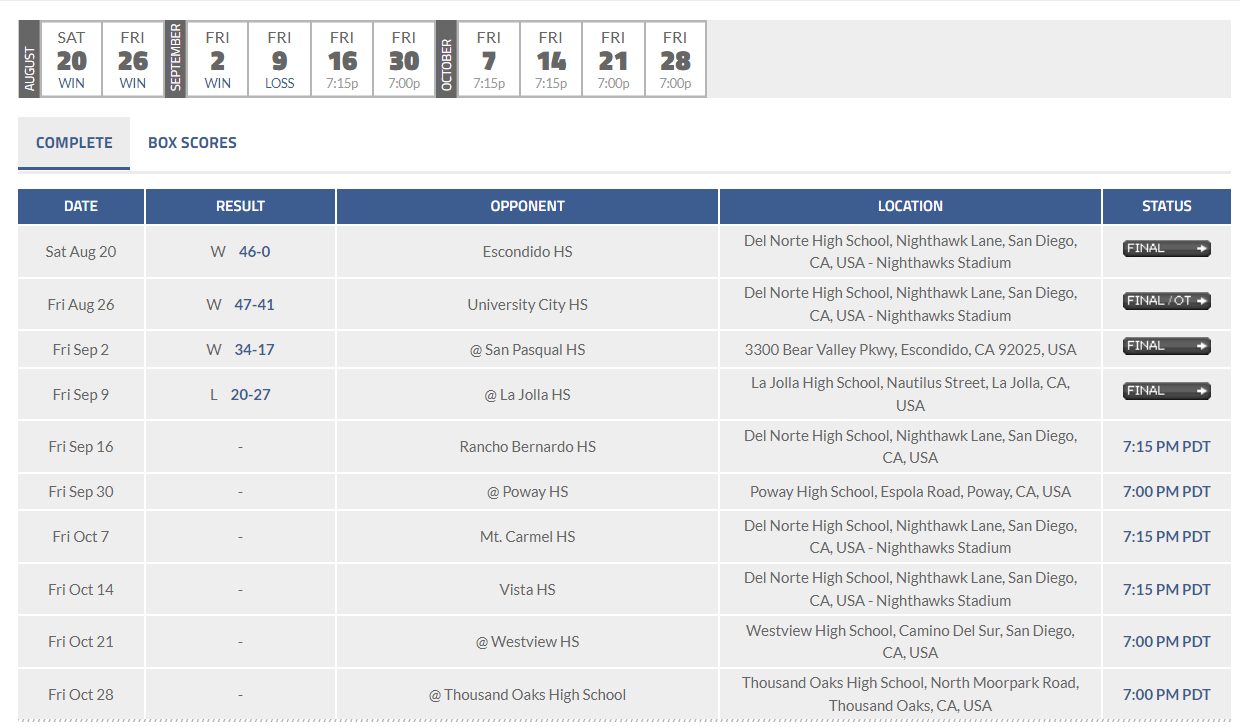 AUGUST
SAT
20
WIN
FRI
26
WIN
SEPTEMBER
FRI
2
WIN
FRI
9
LOSS
FRI
16
7:15p
FRI
30
7:00p
OCTOBER
FRI
7
7:15p
FRI
14
7:15p
FRI
21
7:00p
FRI
28
7:00p
COMPLETE BOX SCORES
DATE RESULT OPPONENT LOCATION STATUS
Sat Aug 20
W 46-0
Escondido HS
Del Norte High School, Nighthawk Lane, San Diego,
CA, USA - Nighthawks Stadium
FINAL
Fri Aug 26
W 47-41
University City HS
Del Norte High School, Nighthawk Lane, San Diego,
CA, USA - Nighthawks Stadium
FINAL / OT
Fri Sep 2
W 34-17
@ San Pasqual HS
3300 Bear Valley Pkwy, Escondido, CA 92025, USA
FINAL
Fri Sep 9
L 20-27
@ La Jolla HS
La Jolla High School, Nautilus Street, La Jolla, CA,
USA
FINAL
Fri Sep 16
-
Rancho Bernardo HS
Del Norte High School, Nighthawk Lane, San Diego,
CA, USA
7:15 PM PDT
Fri Sep 30
-
@ Poway HS
Poway High School, Espola Road, Poway, CA, USA
7:00 PM PDT
Fri Oct 7
-
Mt. Carmel HS
Del Norte High School, Nighthawk Lane, San Diego,
CA, USA - Nighthawks Stadium
7:15 PM PDT
Fri Oct 14
-
Vista HS
Del Norte High School, Nighthawk Lane, San Diego,
CA, USA - Nighthawks Stadium
7:15 PM PDT
Fri Oct 21
-
@ Westview HS
Westview High School, Camino Del Sur, San Diego,
CA, USA
7:00 PM PDT
Fri Oct 28
-
@ Thousand Oaks High School
Thousand Oaks High School, North Moorpark Road,
Thousand Oaks, CA, USA
7:00 PM PDT